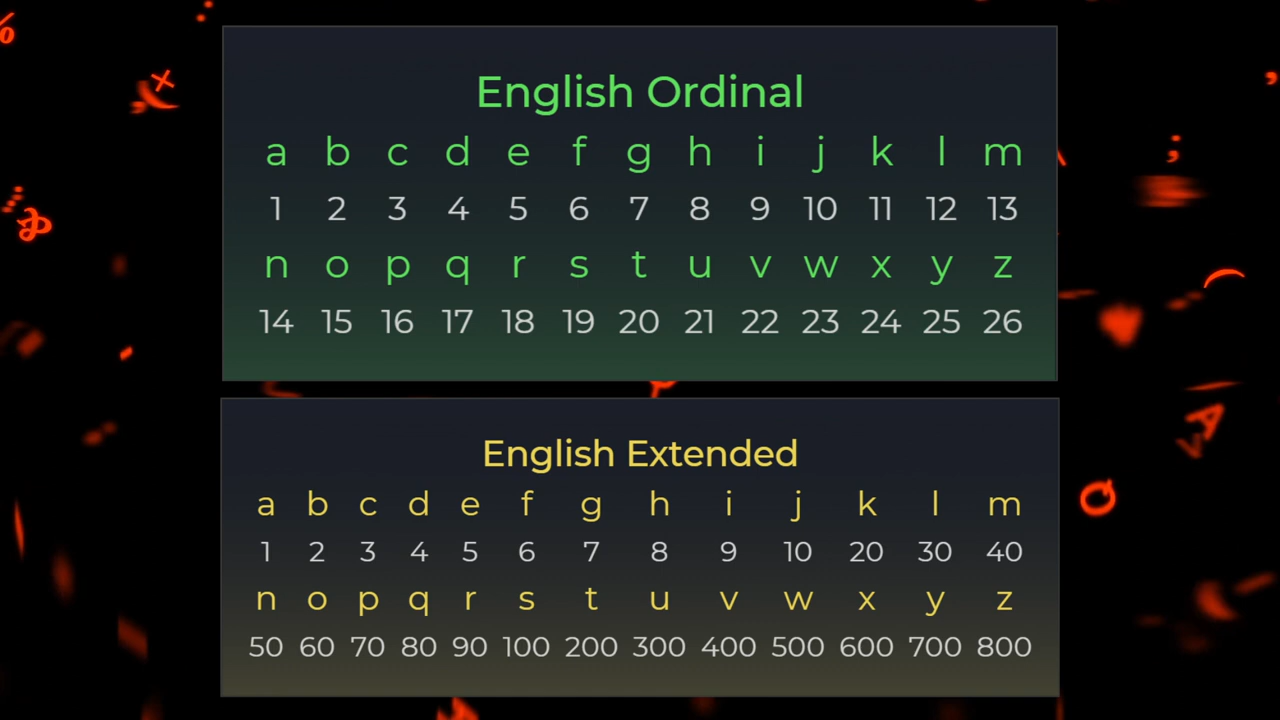 English Ordinal
a b c d e f g h i j k l m
1 2 3 4 5 6 7 8 9 10 11 12 13
n o p q r s t u v w x y z
14 15 16 17 18 19 20 21 22 23 24 25 26
English Extended
a b c d e f g h i j k l m
1 2 3 4 5 6 7 8 9 10 20 30 40
n o p q r s t u v w x y z
50 60 70 80 90 100 200 300 400 500 600 700 800